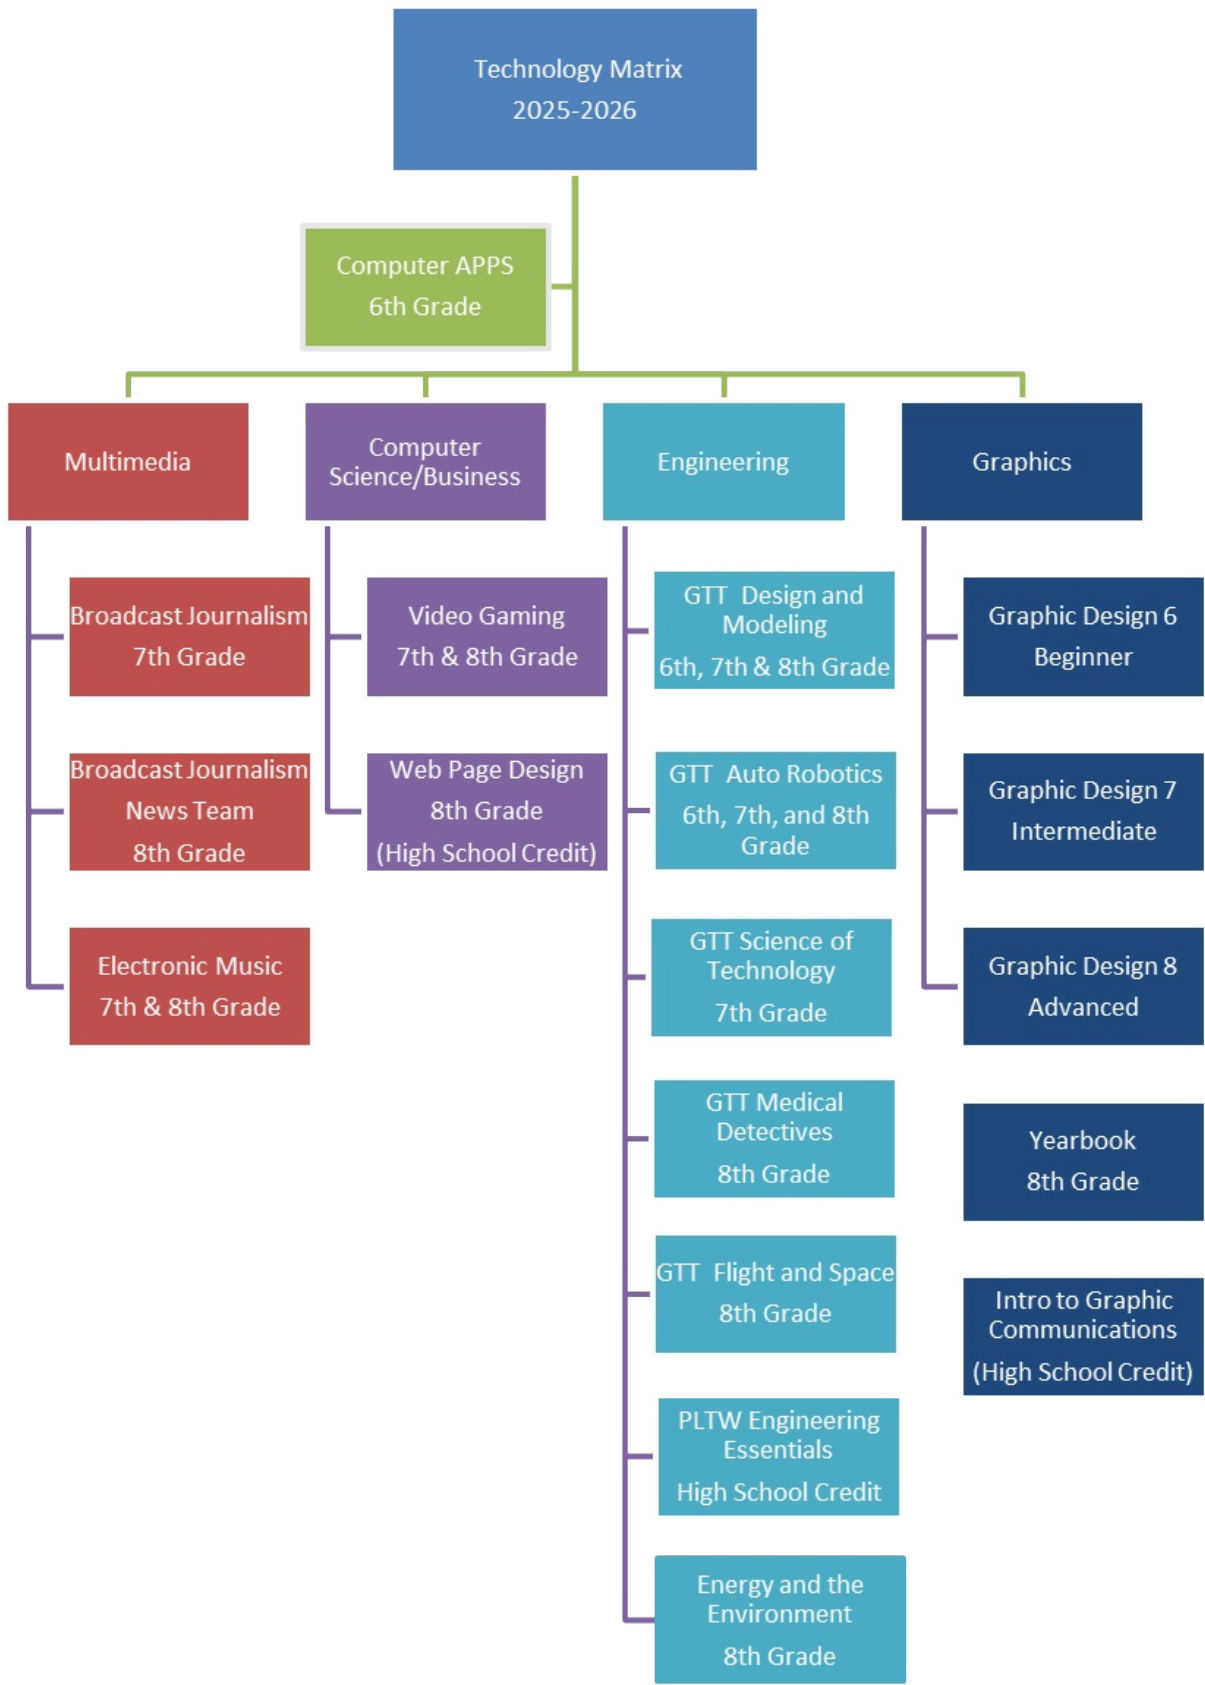 Technology Matrix
2025-2026
Computer APPS
6th Grade
Multimedia
Computer
Science/Business
Engineering
Graphics
Broadcast Journalism
7th Grade
Broadcast Journalism
News Team
8th Grade
Electronic Music
7th & 8th Grade
Video Gaming
7th & 8th Grade
Web Page Design
8th Grade
(High School Credit)
GTT Design and
Modeling
6th, 7th & 8th Grade
GTT Auto Robotics
6th, 7th, and 8th
Grade
GTT Science of
Technology
7th Grade
GTT Medical
Detectives
8th Grade
GTT Flight and Space
8th Grade
PLTW Engineering
Essentials
High School Credit
Energy and the
Environment
8th Grade
Graphic Design 6
Beginner
Graphic Design 7
Intermediate
Graphic Design 8
Advanced
Yearbook
8th Grade
Intro to Graphic
Communications
(High School Credit)